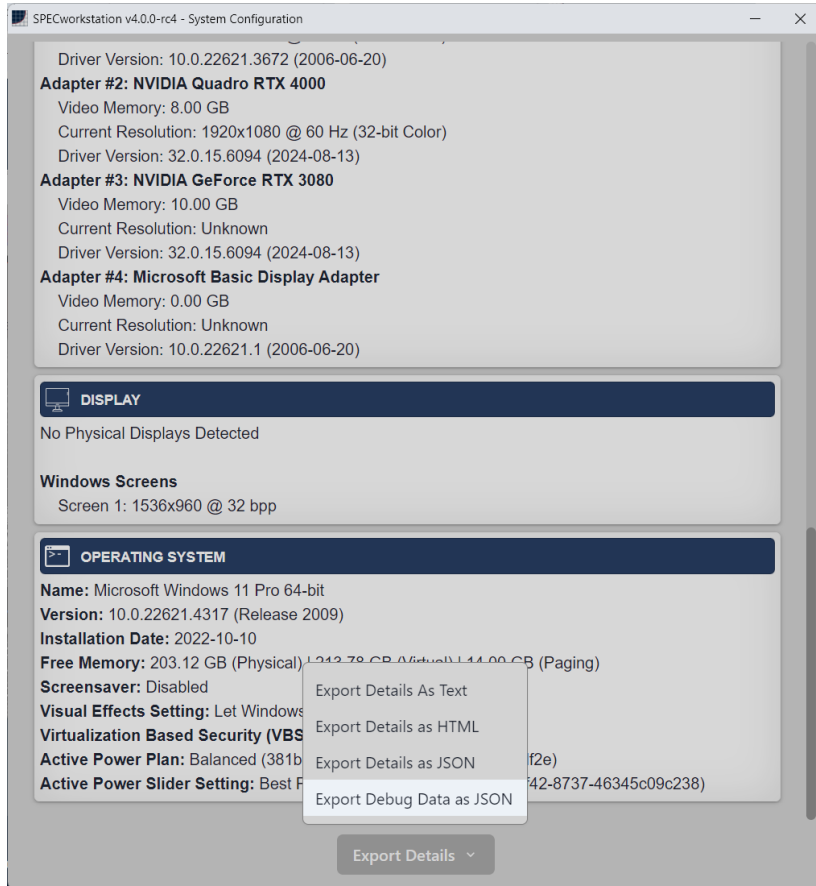 SPECworkstation v4.0.0-rc4 - System Configuration
Driver Version: 10.0.22621.3672 (2006-06-20)
Adapter #2: NVIDIA Quadro RTX 4000
Video Memory: 8.00 GB
Current Resolution: 1920x1080 @ 60 Hz (32-bit Color)
Driver Version: 32.0.15.6094 (2024-08-13)
Adapter #3: NVIDIA GeForce RTX 3080
Video Memory: 10.00 GB
Current Resolution: Unknown
Driver Version: 32.0.15.6094 (2024-08-13)
Adapter #4: Microsoft Basic Display Adapter
Video Memory: 0.00 GB
Current Resolution: Unknown
Driver Version: 10.0.22621.1 (2006-06-20)
DISPLAY
No Physical Displays Detected
Windows Screens
Screen 1: 1536x960 @ 32 bpp
OPERATING SYSTEM
Name: Microsoft Windows 11 Pro 64-bit
Version: 10.0.22621.4317 (Release 2009)
Installation Date: 2022-10-10
Free Memory: 203.12 GB (Physical) | 213.78 GB (Virtual) | 14.00 GB (Paging)
Screensaver: Disabled
Visual Effects Setting: Let Windows
Virtualization Based Security (VBS
Active Power Plan: Balanced (381b f2e)
Active Power Slider Setting: Best 42-8737-46345c09c238)
Export Details As Text
Export Details as HTML
Export Details as JSON
Export Debug Data as JSON
Export Details